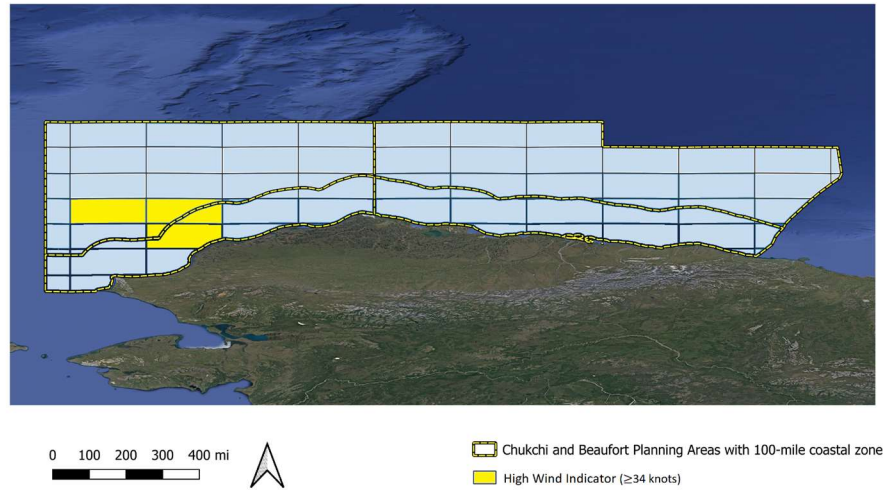 0 100 200 300 400 mi
Chukchi and Beaufort Planning Areas with 100-mile coastal zone
High Wind Indicator (≥34 knots)